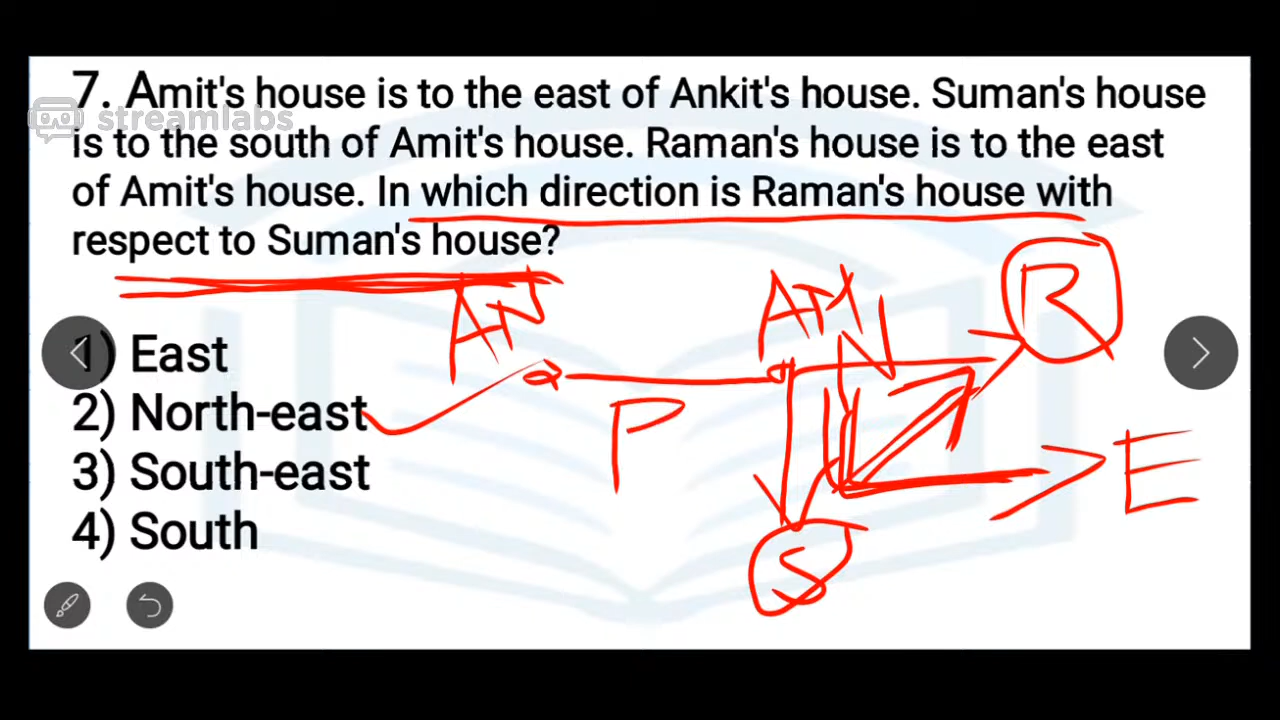 7. Amit's house is to the east of Ankit's house. Suman's house
streamlabs
is to the south of Amit's house. Raman's house is to the east
of Amit's house. In which direction is Raman's house with
respect to Suman's house?
AN
AM
R
N
1) East
2) North-east
P
E
3) South-east
4) South
S